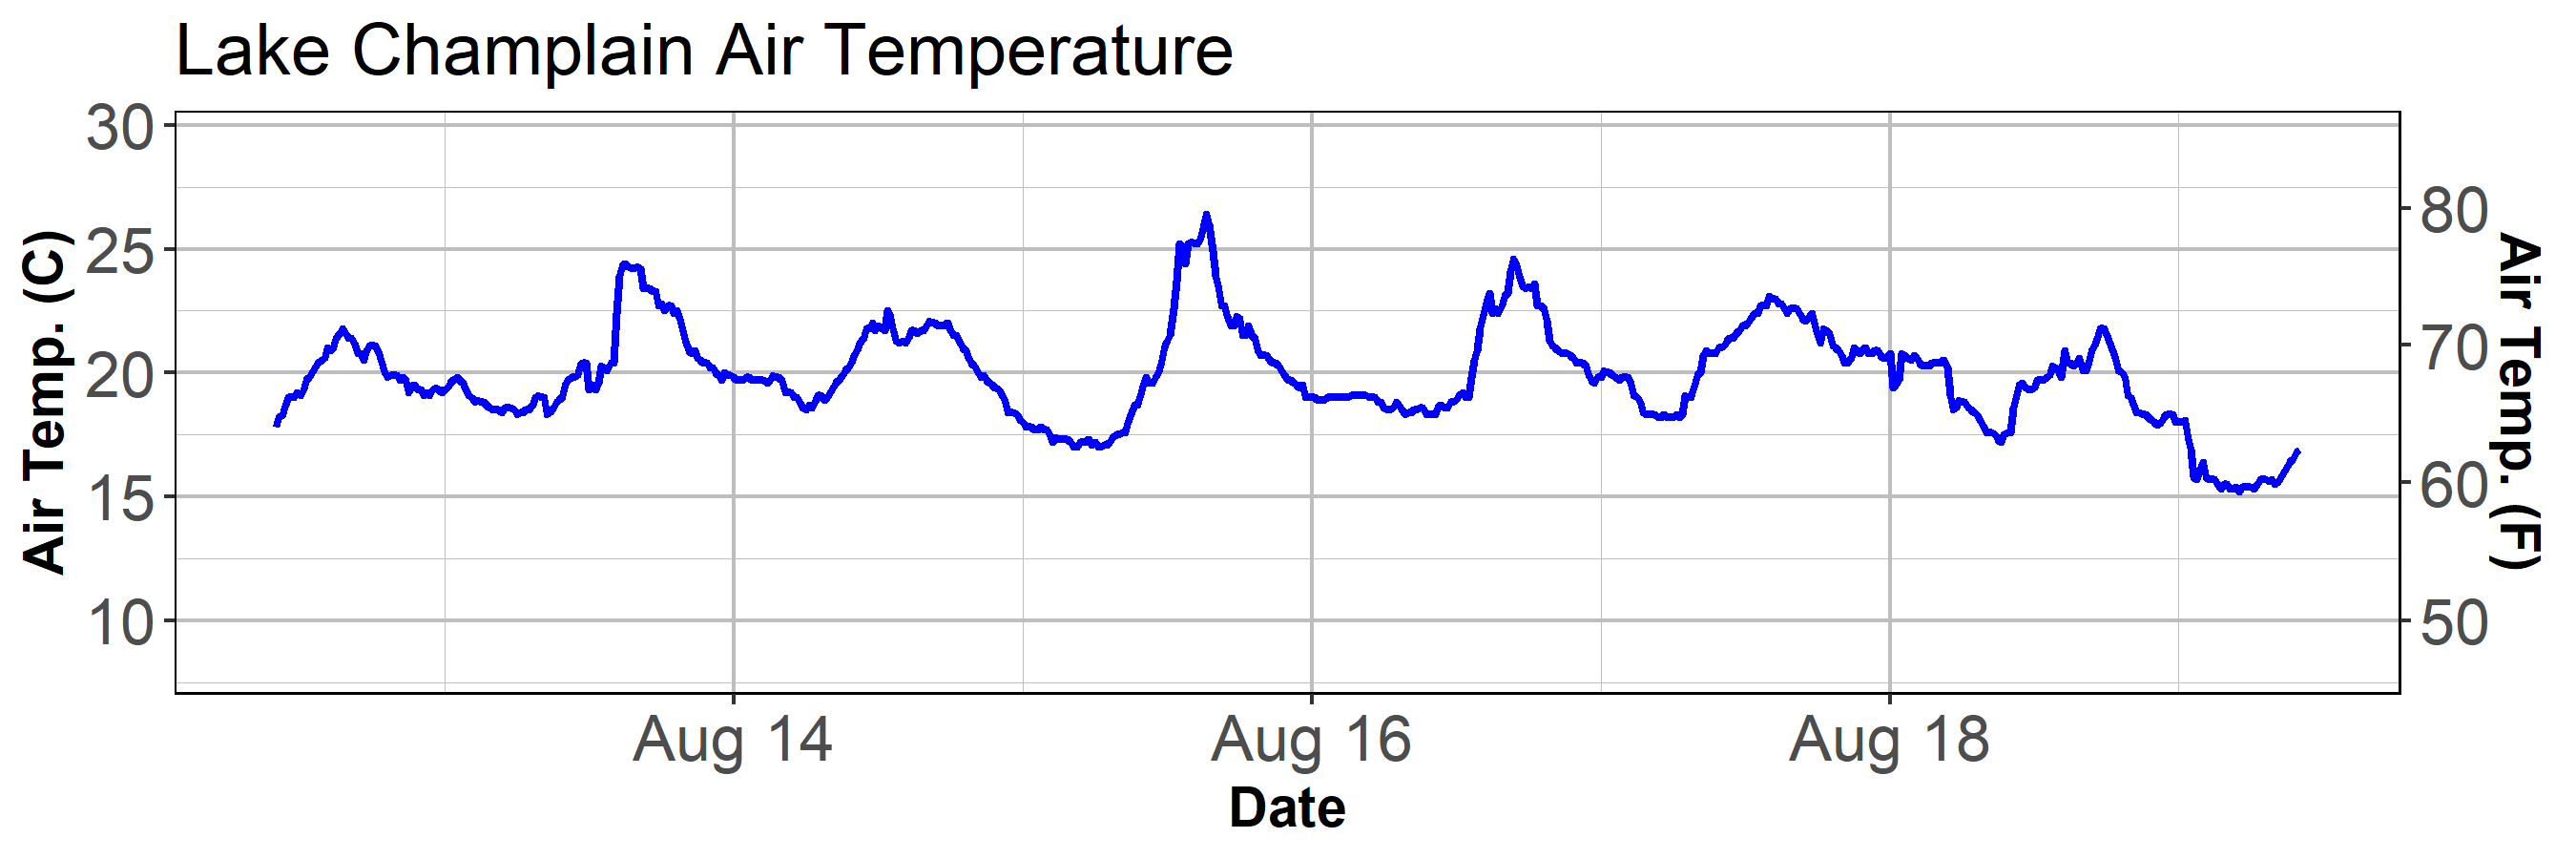 Lake Champlain Air Temperature
Air Temp. (C)
30
25
20
15
10
80
70
60
50
Air Temp. (F)
Aug 14
Aug 16
Aug 18
Date